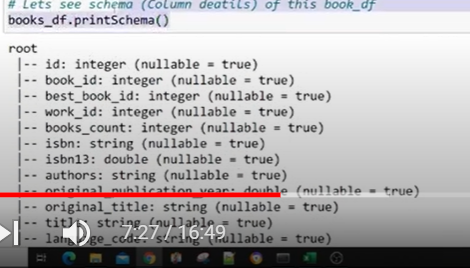 # Lets see schema (Column deatils) of this book_df
books_df.printSchema()
root
|-- id: integer (nullable = true)
|-- book_id: integer (nullable = true)
|-- best_book_id: integer (nullable = true)
|-- work_id: integer (nullable = true)
|-- books_count: integer (nullable = true)
|-- isbn: string (nullable = true)
|-- isbn13: double (nullable = true)
|-- authors: string (nullable = true)
|-- original_publication_year: double (nullable = true)
|-- original_title: string (nullable = true)
|-- title: string (nullable = true)
|-- language_code: string (nullable = true)
7:27 / 16:49